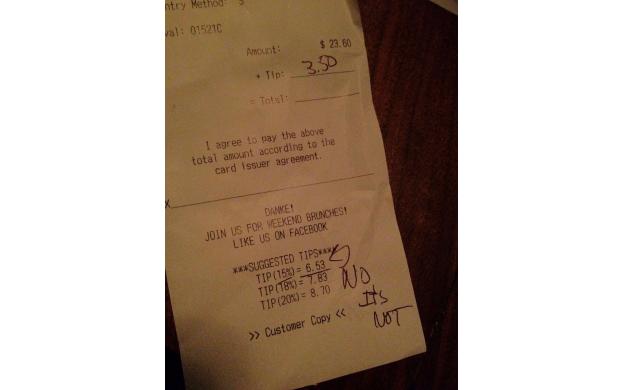 ntry Method: S
val: 01521C
Amount: $ 23.60
+ Tip: 3.50
= Total:
I agree to pay the above
total amount according to the
card issuer agreement.
X
DANKE!
JOIN US FOR WEEKEND BRUNCHES!
LIKE US ON FACEBOOK
***SUGGESTED TIPS***
TIP(15%)= 6.53
TIP(18%)= 7.83
TIP(20%)= 8.70
NO
It's
NOT
>> Customer Copy <<